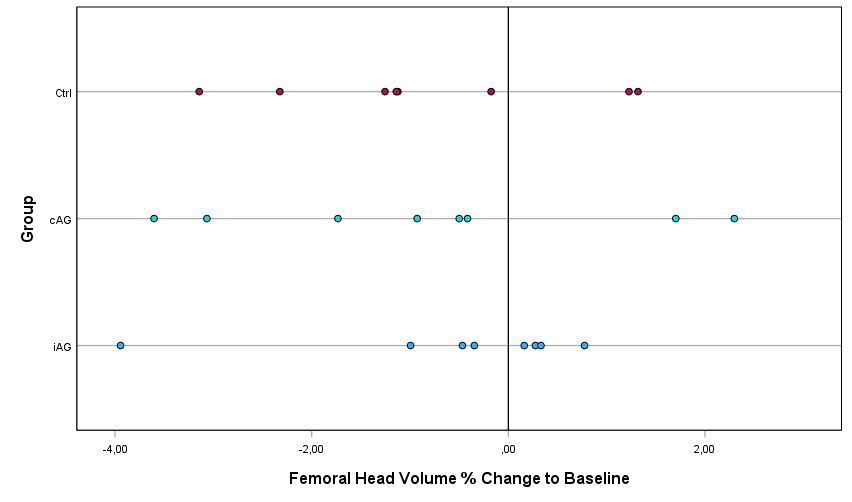 Ctrl
cAG
iAG
Group
-4,00
-2,00
,00
2,00
Femoral Head Volume % Change to Baseline